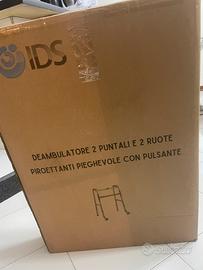 IDS
DEAMBULATORE 2 PUNTALI E 2 RUOTE
PIROETTANTI PIEGHEVOLE CON PULSANTE